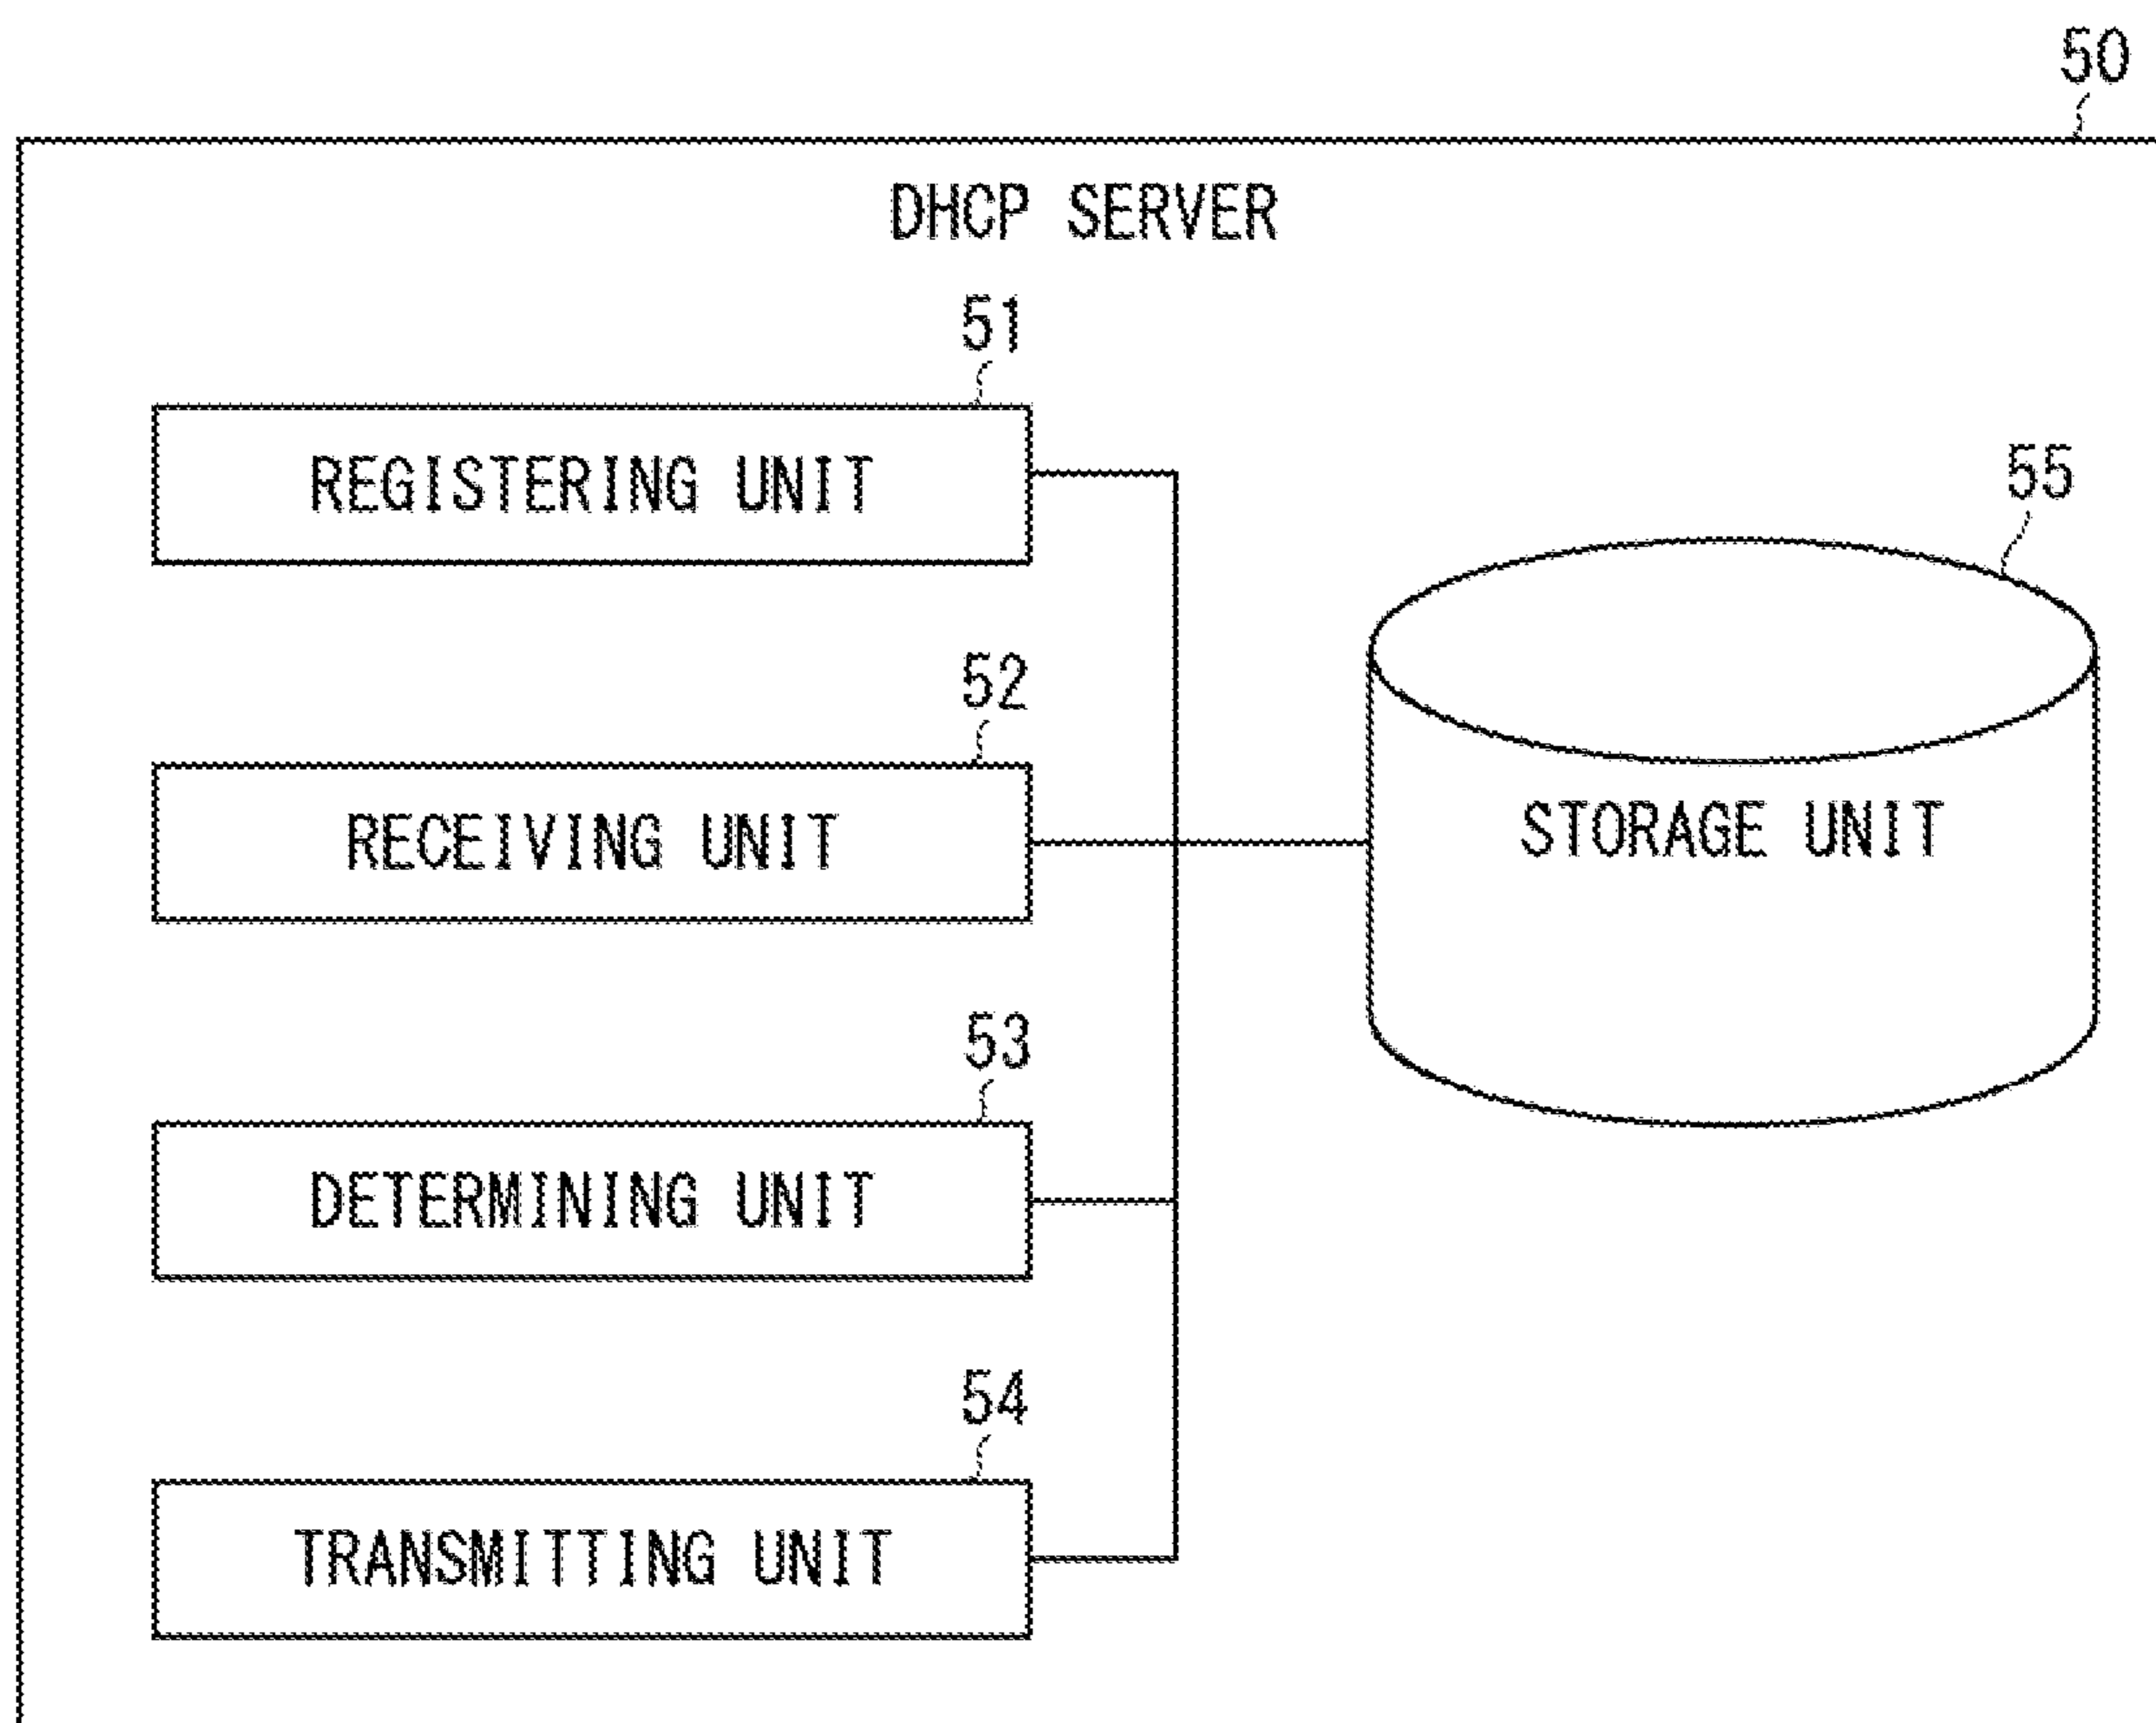 50
DHCP SERVER
51
REGISTERING UNIT
52
RECEIVING UNIT
53
DETERMINING UNIT
54
TRANSMITTING UNIT
55
STORAGE UNIT